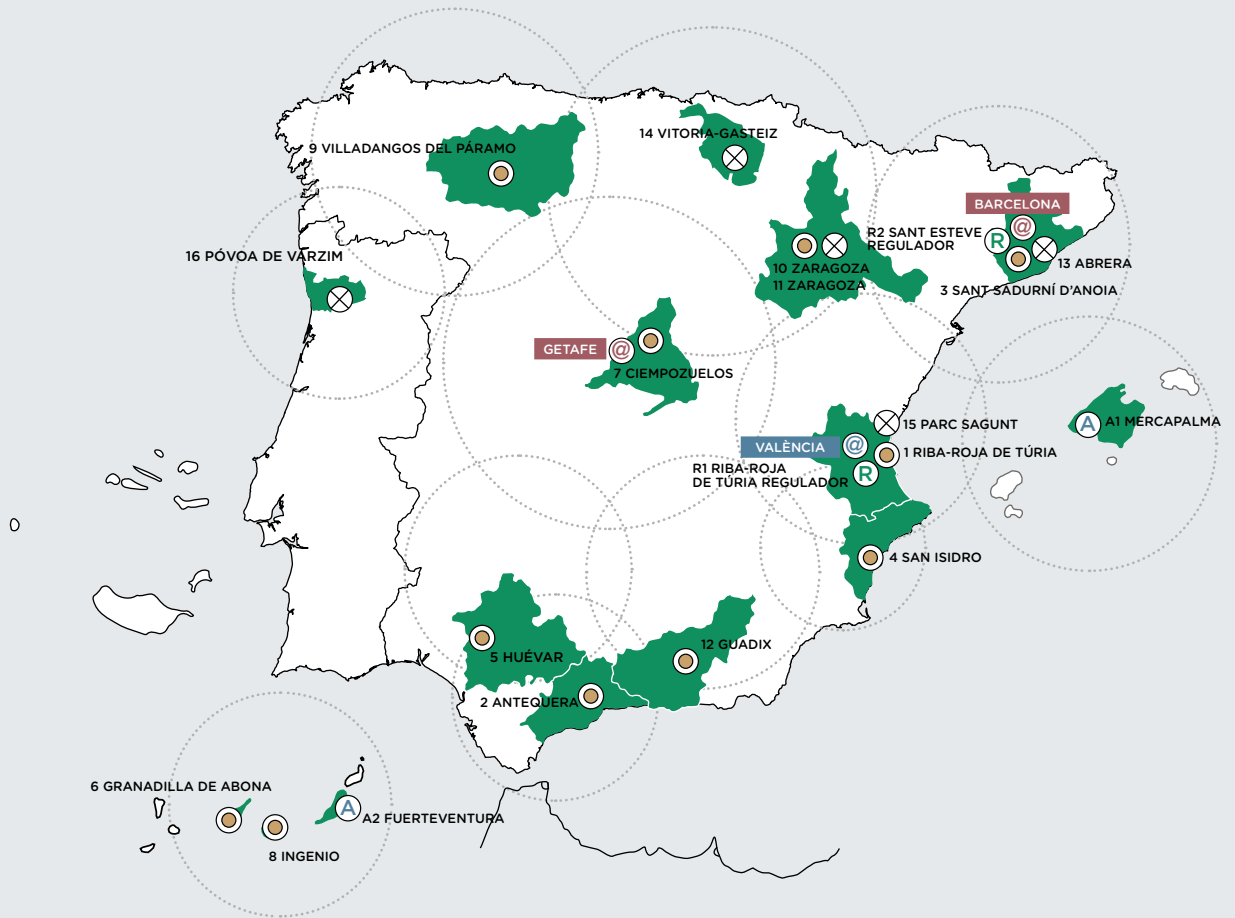 14 VITORIA-GASTEIZ
9 VILLADANGOS DEL PÁRAMO
BARCELONA
@
R
R2 SANT ESTEVE
REGULADOR
16 PÓVOA DE VARZIM
13 ABRERA
10 ZARAGOZA
11 ZARAGOZA
3 SANT SADURNÍ D'ANOIA
GETAFE
@
7 CIEMPOZUELOS
A
A1 MERCAPALMA
15 PARC SAGUNT
VALÈNCIA
@
1 RIBA-ROJA DE TÚRIA
R1 RIBA-ROJA
DE TÚRIA REGULADOR
R
4 SAN ISIDRO
12 GUADIX
5 HUÉVAR
2 ANTEQUERA
6 GRANADILLA DE ABONA
A
A2 FUERTEVENTURA
8 INGENIO